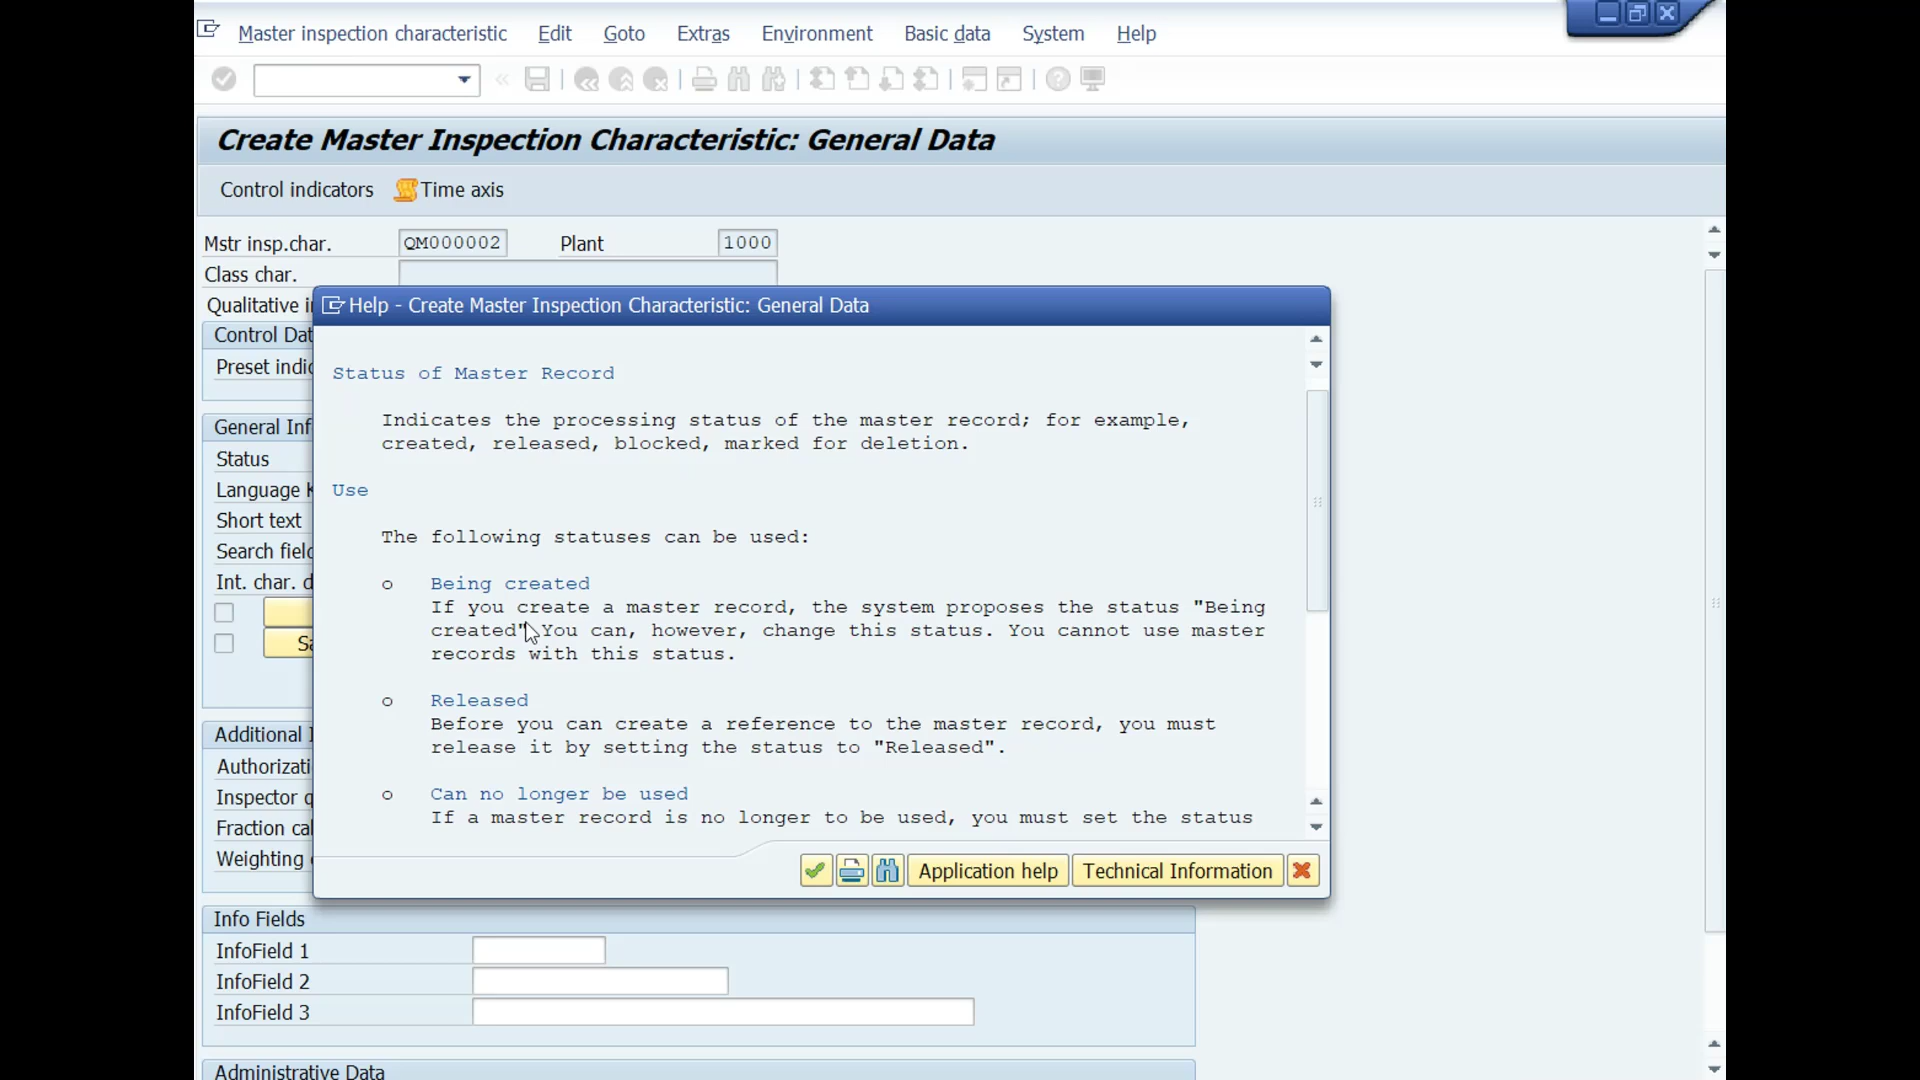 Master inspection characteristic Edit Goto Extras Environment Basic data System Help
Create Master Inspection Characteristic: General Data
Control indicators Time axis
Mstr insp.char. QM000002 Plant 1000
Class char.
Qualitative
Help - Create Master Inspection Characteristic: General Data
Control Dat
Preset indic
General Inf
Status
Language K
Short text
Search field
Int. char. d
Sa
Additional I
Authorizati
Inspector q
Fraction cal
Weighting
Status of Master Record
Indicates the processing status of the master record; for example,
created, released, blocked, marked for deletion.
Use
The following statuses can be used:
o Being created
If you create a master record, the system proposes the status "Being
created" You can, however, change this status. You cannot use master
records with this status.
o Released
Before you can create a reference to the master record, you must
release it by setting the status to "Released".
o Can no longer be used
If a master record is no longer to be used, you must set the status
Application help Technical Information
Info Fields
InfoField 1
InfoField 2
InfoField 3
Administrative Data